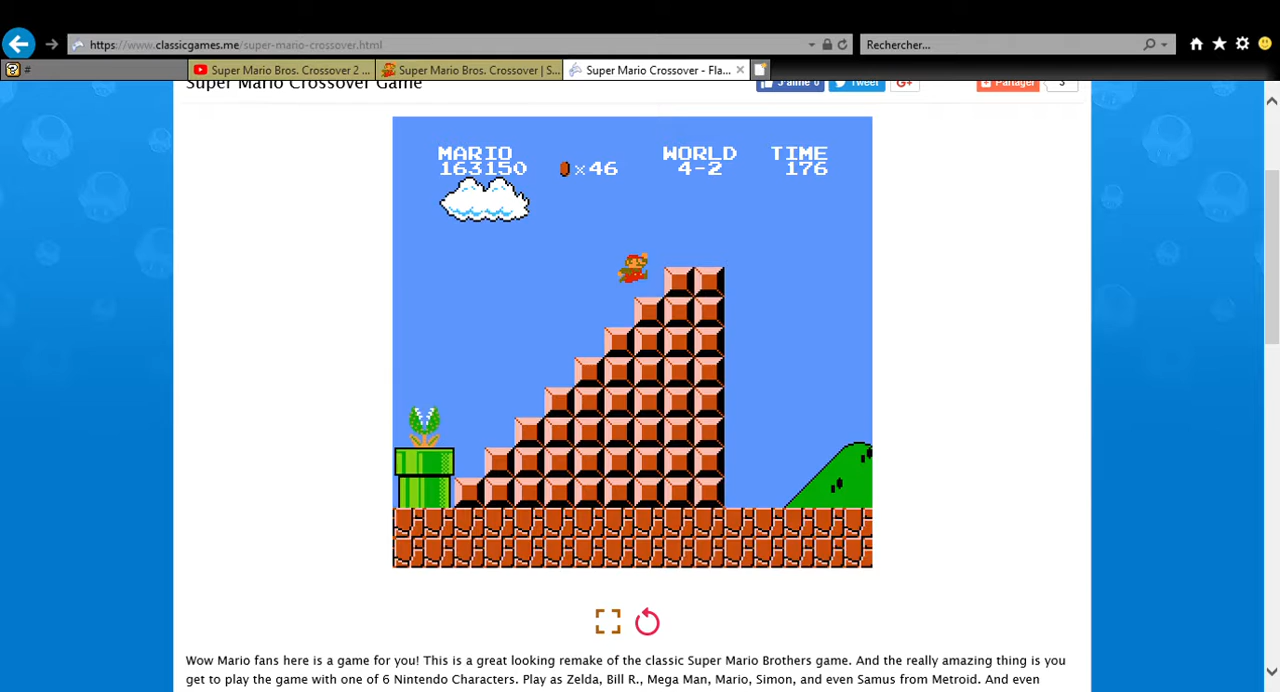 https://www.classicgames.me/super-mario-crossover.html
Rechercher...
#
Super Mario Bros. Crossover 2 ...
Super Mario Bros. Crossover | S...
Super Mario Crossover - Fla...
Super Mario Crossover Game
J'aime 0
Tweet
G+
Partager
3
MARIO WORLD TIME
163150 ×46 4-2 176
Wow Mario fans here is a game for you! This is a great looking remake of the classic Super Mario Brothers game. And the really amazing thing is you
get to play the game with one of 6 Nintendo Characters. Play as Zelda, Bill R., Mega Man, Mario, Simon, and even Samus from Metroid. And even